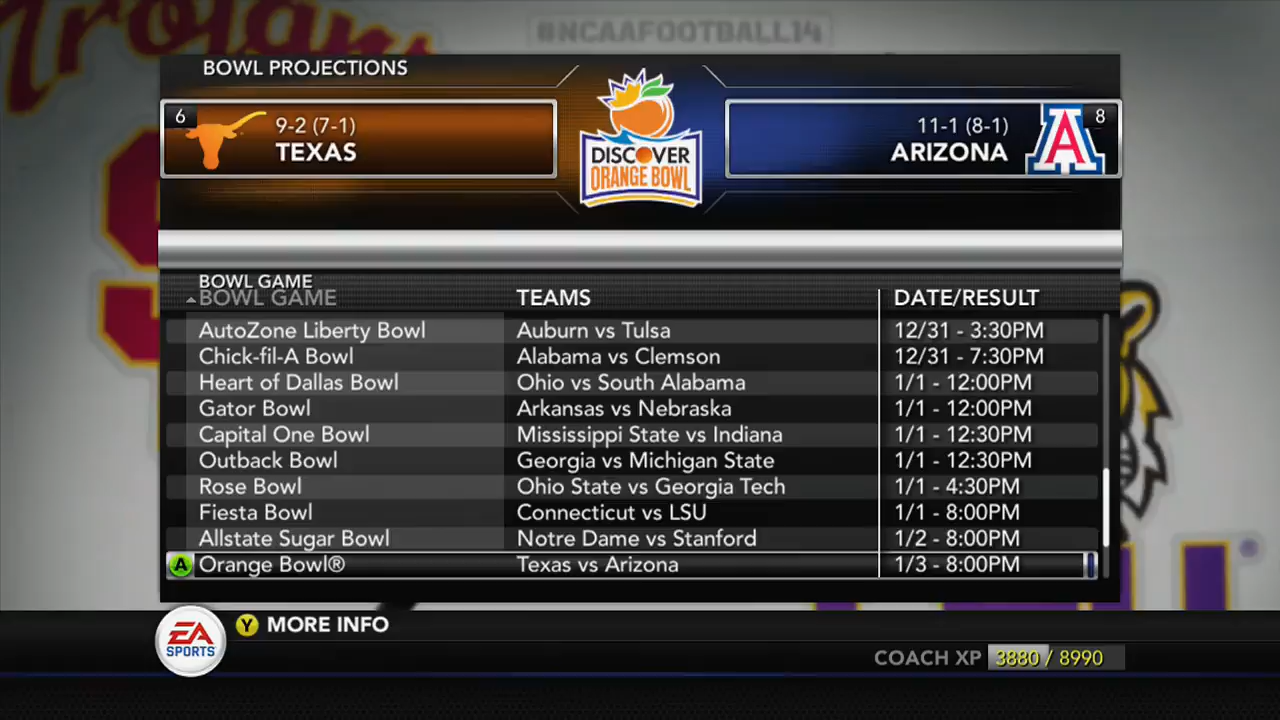 Trojans
#NCAAFOOTBALL14
BOWL PROJECTIONS
6
9-2 (7-1)
TEXAS
DISCOVER
ORANGE BOWL
11-1 (8-1)
ARIZONA
A
8
BOWL GAME
BOWL GAME TEAMS DATE/RESULT
AutoZone Liberty Bowl Auburn vs Tulsa 12/31 - 3:30PM
Chick-fil-A Bowl Alabama vs Clemson 12/31 - 7:30PM
Heart of Dallas Bowl Ohio vs South Alabama 1/1 - 12:00PM
Gator Bowl Arkansas vs Nebraska 1/1 - 12:00PM
Capital One Bowl Mississippi State vs Indiana 1/1 - 12:30PM
Outback Bowl Georgia vs Michigan State 1/1 - 12:30PM
Rose Bowl Ohio State vs Georgia Tech 1/1 - 4:30PM
Fiesta Bowl Connecticut vs LSU 1/1 - 8:00PM
Allstate Sugar Bowl Notre Dame vs Stanford 1/2 - 8:00PM
A Orange Bowl® Texas vs Arizona 1/3 - 8:00PM
EA
SPORTS
Y MORE INFO
COACH XP 3880 / 8990